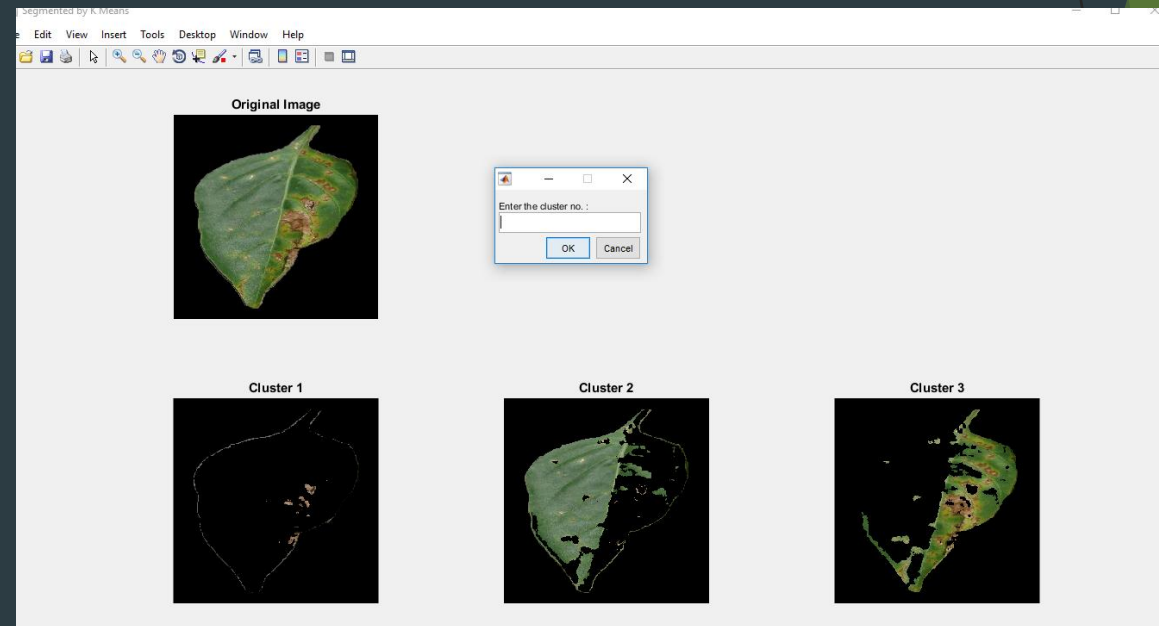 Segmented by K Means
Edit View Insert Tools Desktop Window Help
Original Image
Enter the cluster no. :
OK Cancel
Cluster 1 Cluster 2 Cluster 3